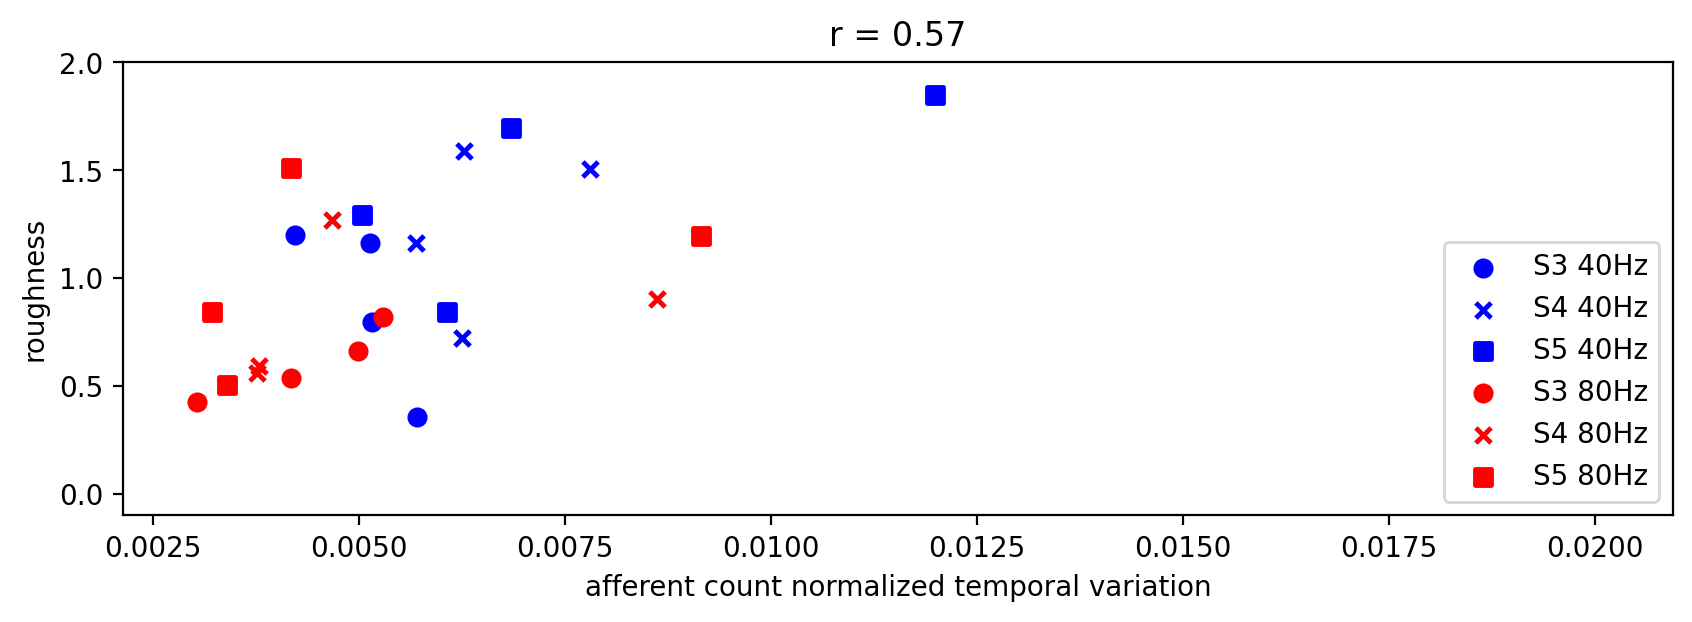 r = 0.57
2.0
1.5
1.0
0.5
0.0
roughness
S3 40Hz
S4 40Hz
S5 40Hz
S3 80Hz
S4 80Hz
S5 80Hz
0.0025 0.0050 0.0075 0.0100 0.0125 0.0150 0.0175 0.0200
afferent count normalized temporal variation